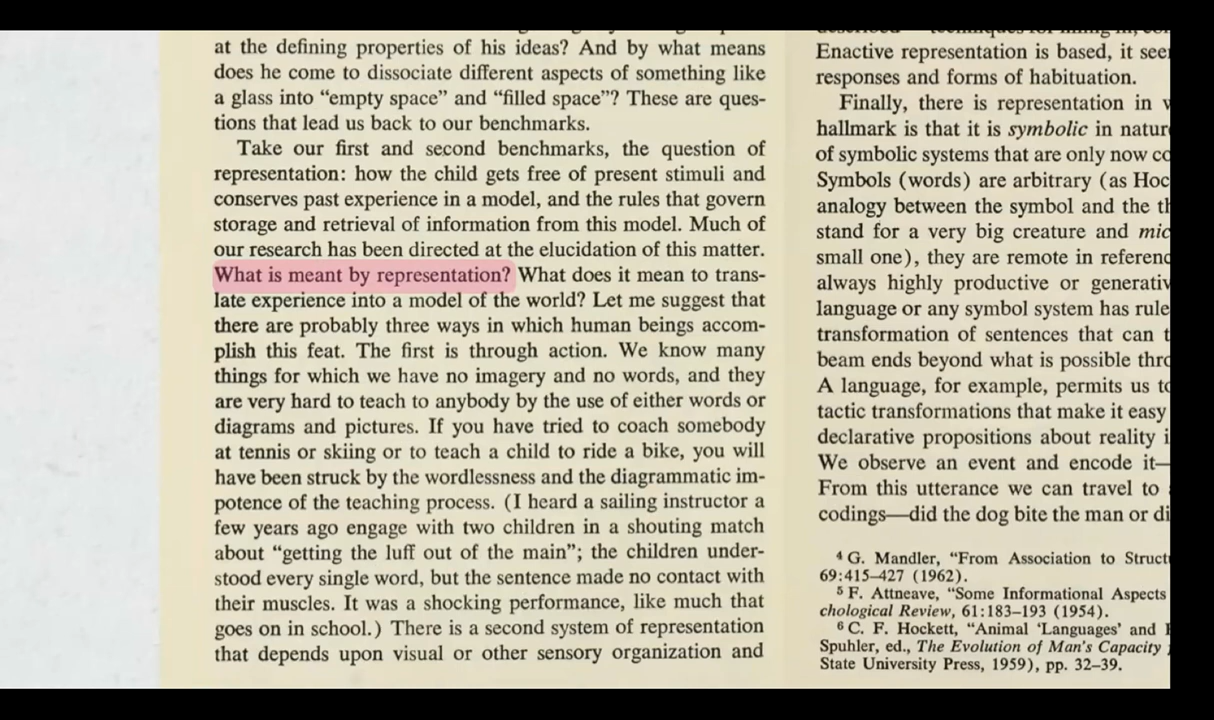 at the defining properties of his ideas? And by what means
does he come to dissociate different aspects of something like
a glass into “empty space” and “filled space”? These are ques-
tions that lead us back to our benchmarks.
Take our first and second benchmarks, the question of
representation: how the child gets free of present stimuli and
conserves past experience in a model, and the rules that govern
storage and retrieval of information from this model. Much of
our research has been directed at the elucidation of this matter.
What is meant by representation? What does it mean to trans-
late experience into a model of the world? Let me suggest that
there are probably three ways in which human beings accom-
plish this feat. The first is through action. We know many
things for which we have no imagery and no words, and they
are very hard to teach to anybody by the use of either words or
diagrams and pictures. If you have tried to coach somebody
at tennis or skiing or to teach a child to ride a bike, you will
have been struck by the wordlessness and the diagrammatic im-
potence of the teaching process. (I heard a sailing instructor a
few years ago engage with two children in a shouting match
about “getting the luff out of the main”; the children under-
stood every single word, but the sentence made no contact with
their muscles. It was a shocking performance, like much that
goes on in school.) There is a second system of representation
that depends upon visual or other sensory organization and
Enactive representation is based, it
responses and forms of habituation.
Finally, there is representation in
hallmark is that it is symbolic in
of symbolic systems that are only now
Symbols (words) are arbitrary (as
analogy between the symbol and the
stand for a very big creature and
small one), they are remote in
always highly productive or
language or any symbol system has
transformation of sentences that can
beam ends beyond what is possible
A language, for example, permits us
tactic transformations that make it easy
declarative propositions about reality
We observe an event and encode it—
From this utterance we can travel to
codings—did the dog bite the man or
4 G. Mandler, “From Association to
69:415–427 (1962).
5 F. Attneave, “Some Informational Aspects
chological Review, 61:183–193 (1954).
6 C. F. Hockett, “Animal ‘Languages’ and
Spuhler, ed., The Evolution of Man's Capacity
State University Press, 1959), pp. 32–39.